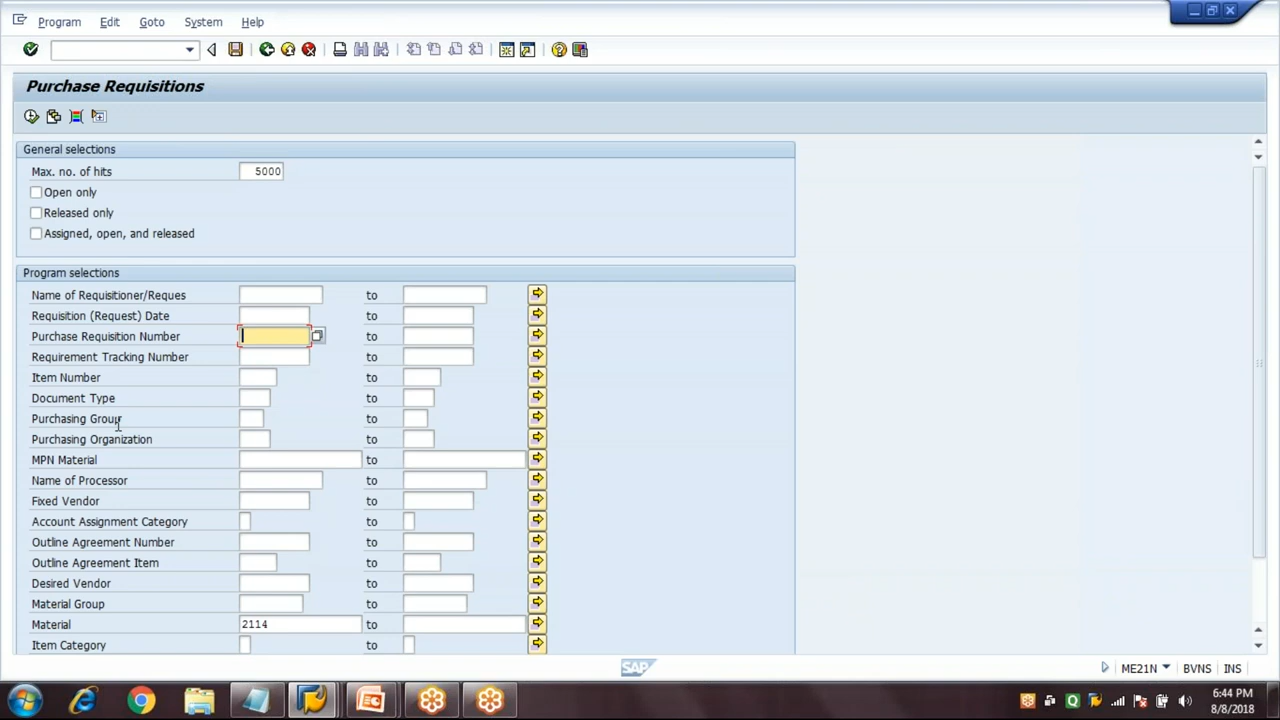 Program Edit Goto System Help
Purchase Requisitions
General selections
Max. no. of hits 5000
Open only
Released only
Assigned, open, and released
Program selections
Name of Requisitioner/Reques to
Requisition (Request) Date to
Purchase Requisition Number to
Requirement Tracking Number to
Item Number to
Document Type to
Purchasing Group to
Purchasing Organization to
MPN Material to
Name of Processor to
Fixed Vendor to
Account Assignment Category to
Outline Agreement Number to
Outline Agreement Item to
Desired Vendor to
Material Group to
Material 2114 to
Item Category to
SAP ME21N BVNS INS
6:44 PM
8/8/2018